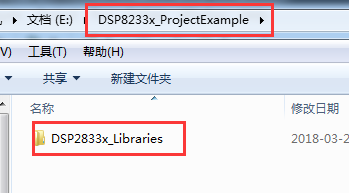 文档 (E:) ▸ DSP8233x_ProjectExample ▸
(V) 工具(T) 帮助(H)
共享 ▼ 新建文件夹
名称 修改日期
DSP2833x_Libraries 2018-03-2